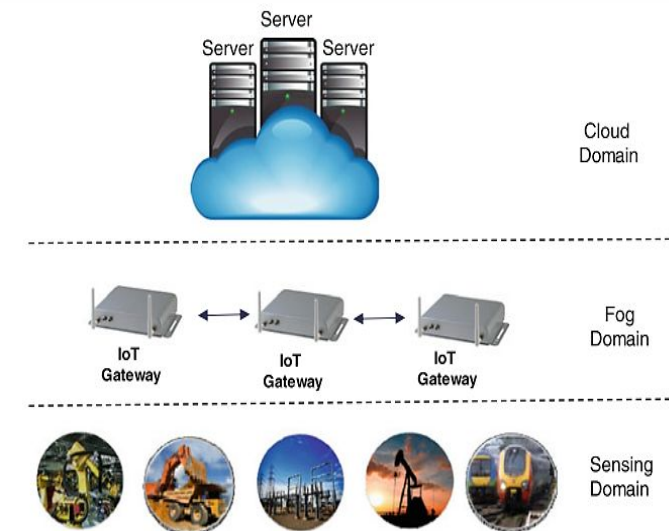 Server
Server
Server
Cloud
Domain
IoT
Gateway
IoT
Gateway
IoT
Gateway
Fog
Domain
Sensing
Domain